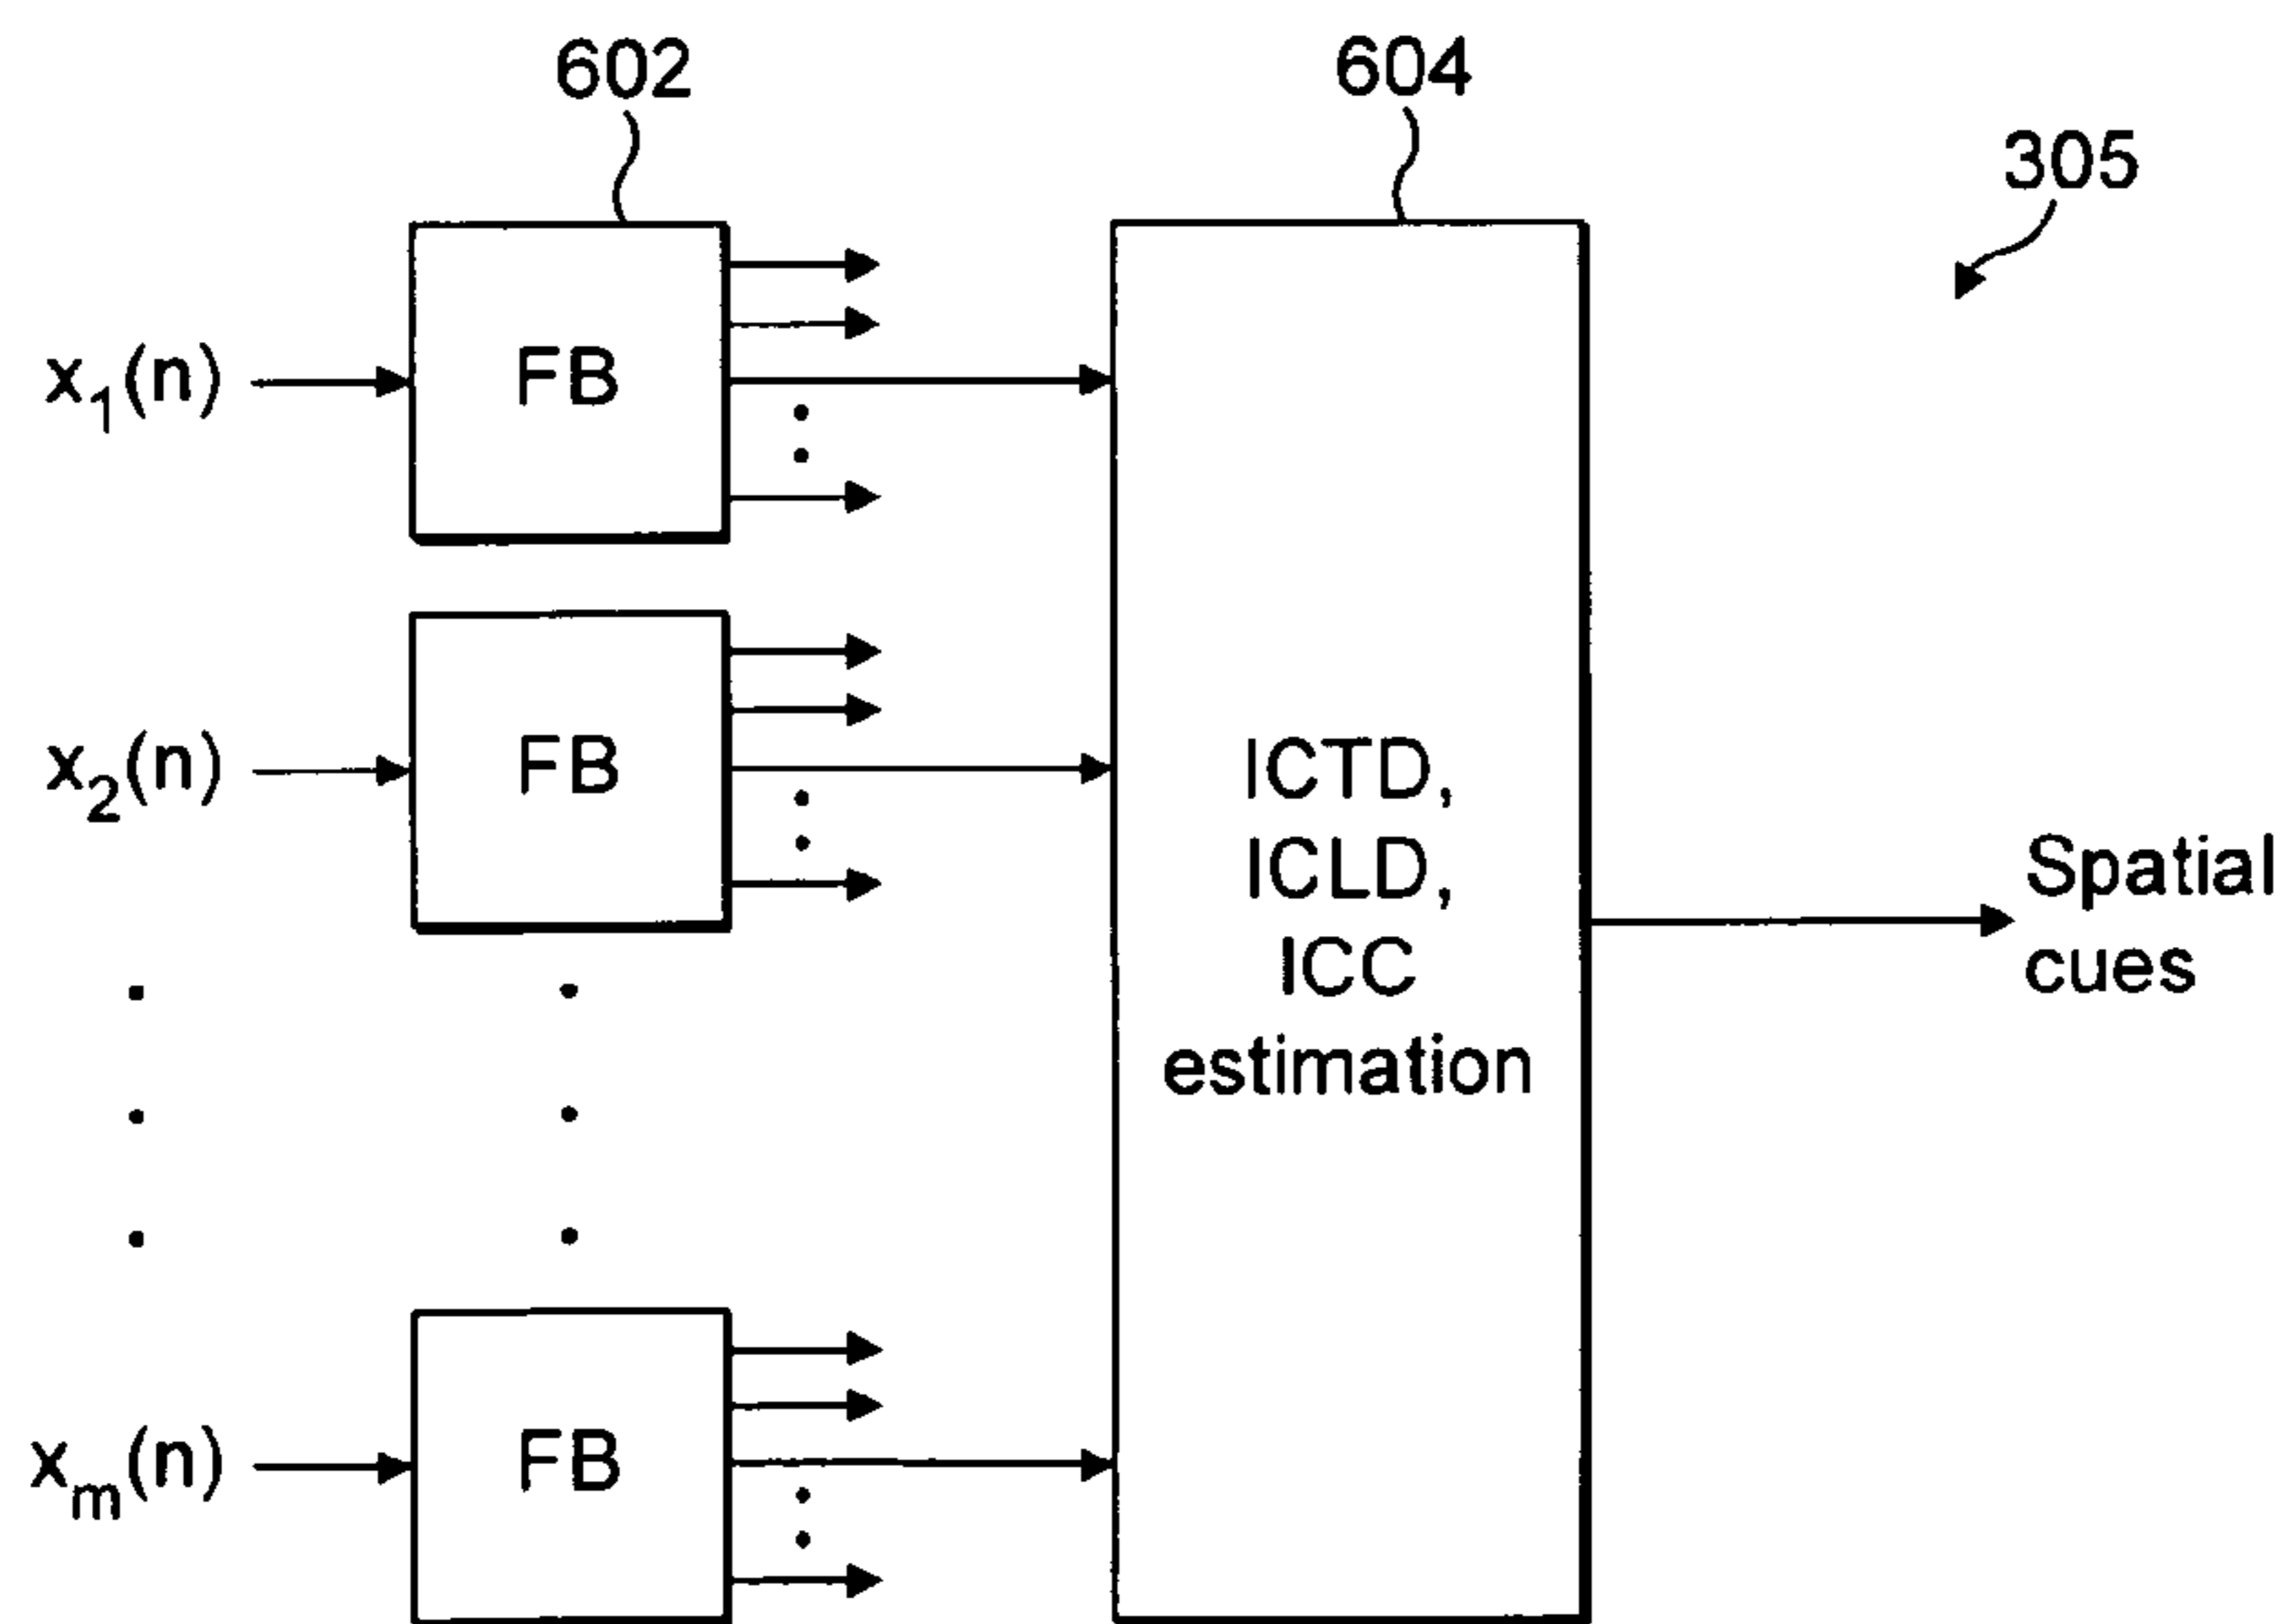 602
604
305
x₁(n)
FB
x₂(n)
FB
ICTD,
ICLD,
ICC
estimation
Spatial
cues
xₘ(n)
FB